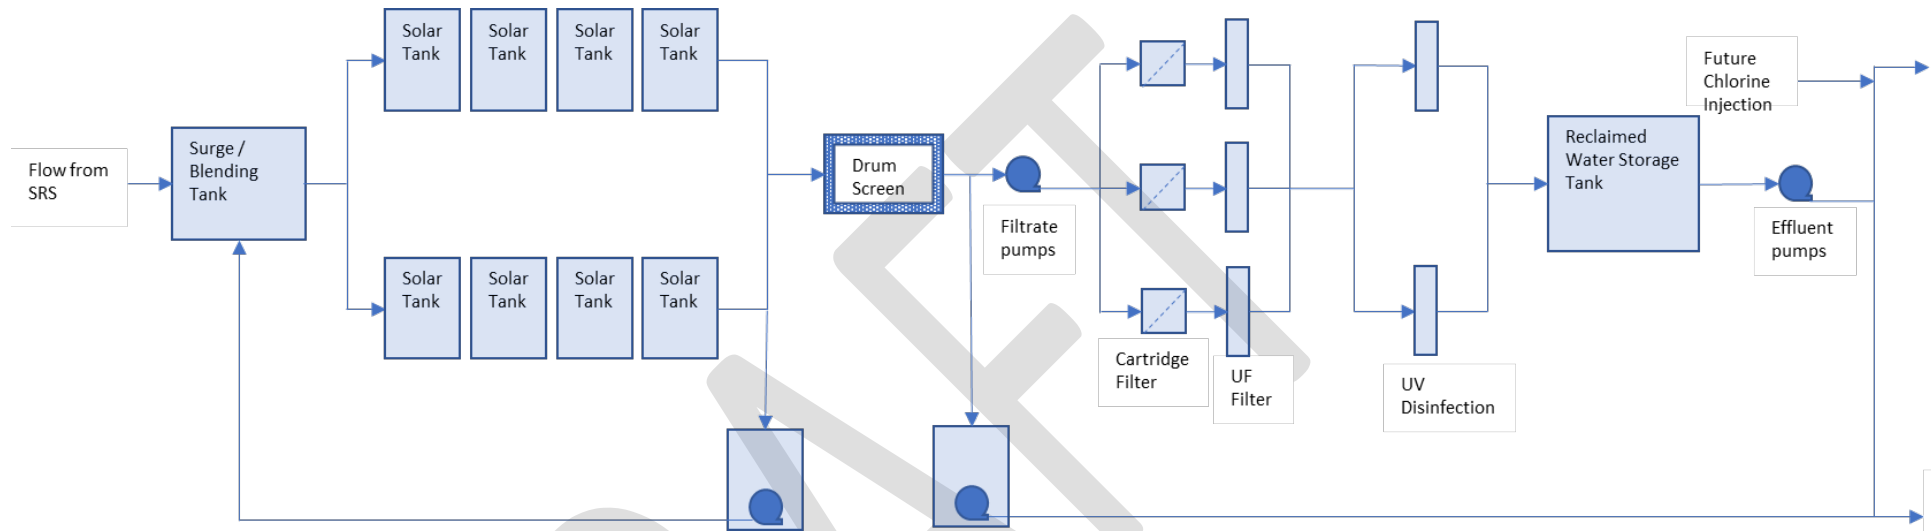 Flow from
SRS
Surge /
Blending
Tank
Solar
Tank
Solar
Tank
Solar
Tank
Solar
Tank
Solar
Tank
Solar
Tank
Solar
Tank
Solar
Tank
Drum
Screen
Filtrate
pumps
Cartridge
Filter
UF
Filter
UV
Disinfection
Reclaimed
Water Storage
Tank
Future
Chlorine
Injection
Effluent
pumps